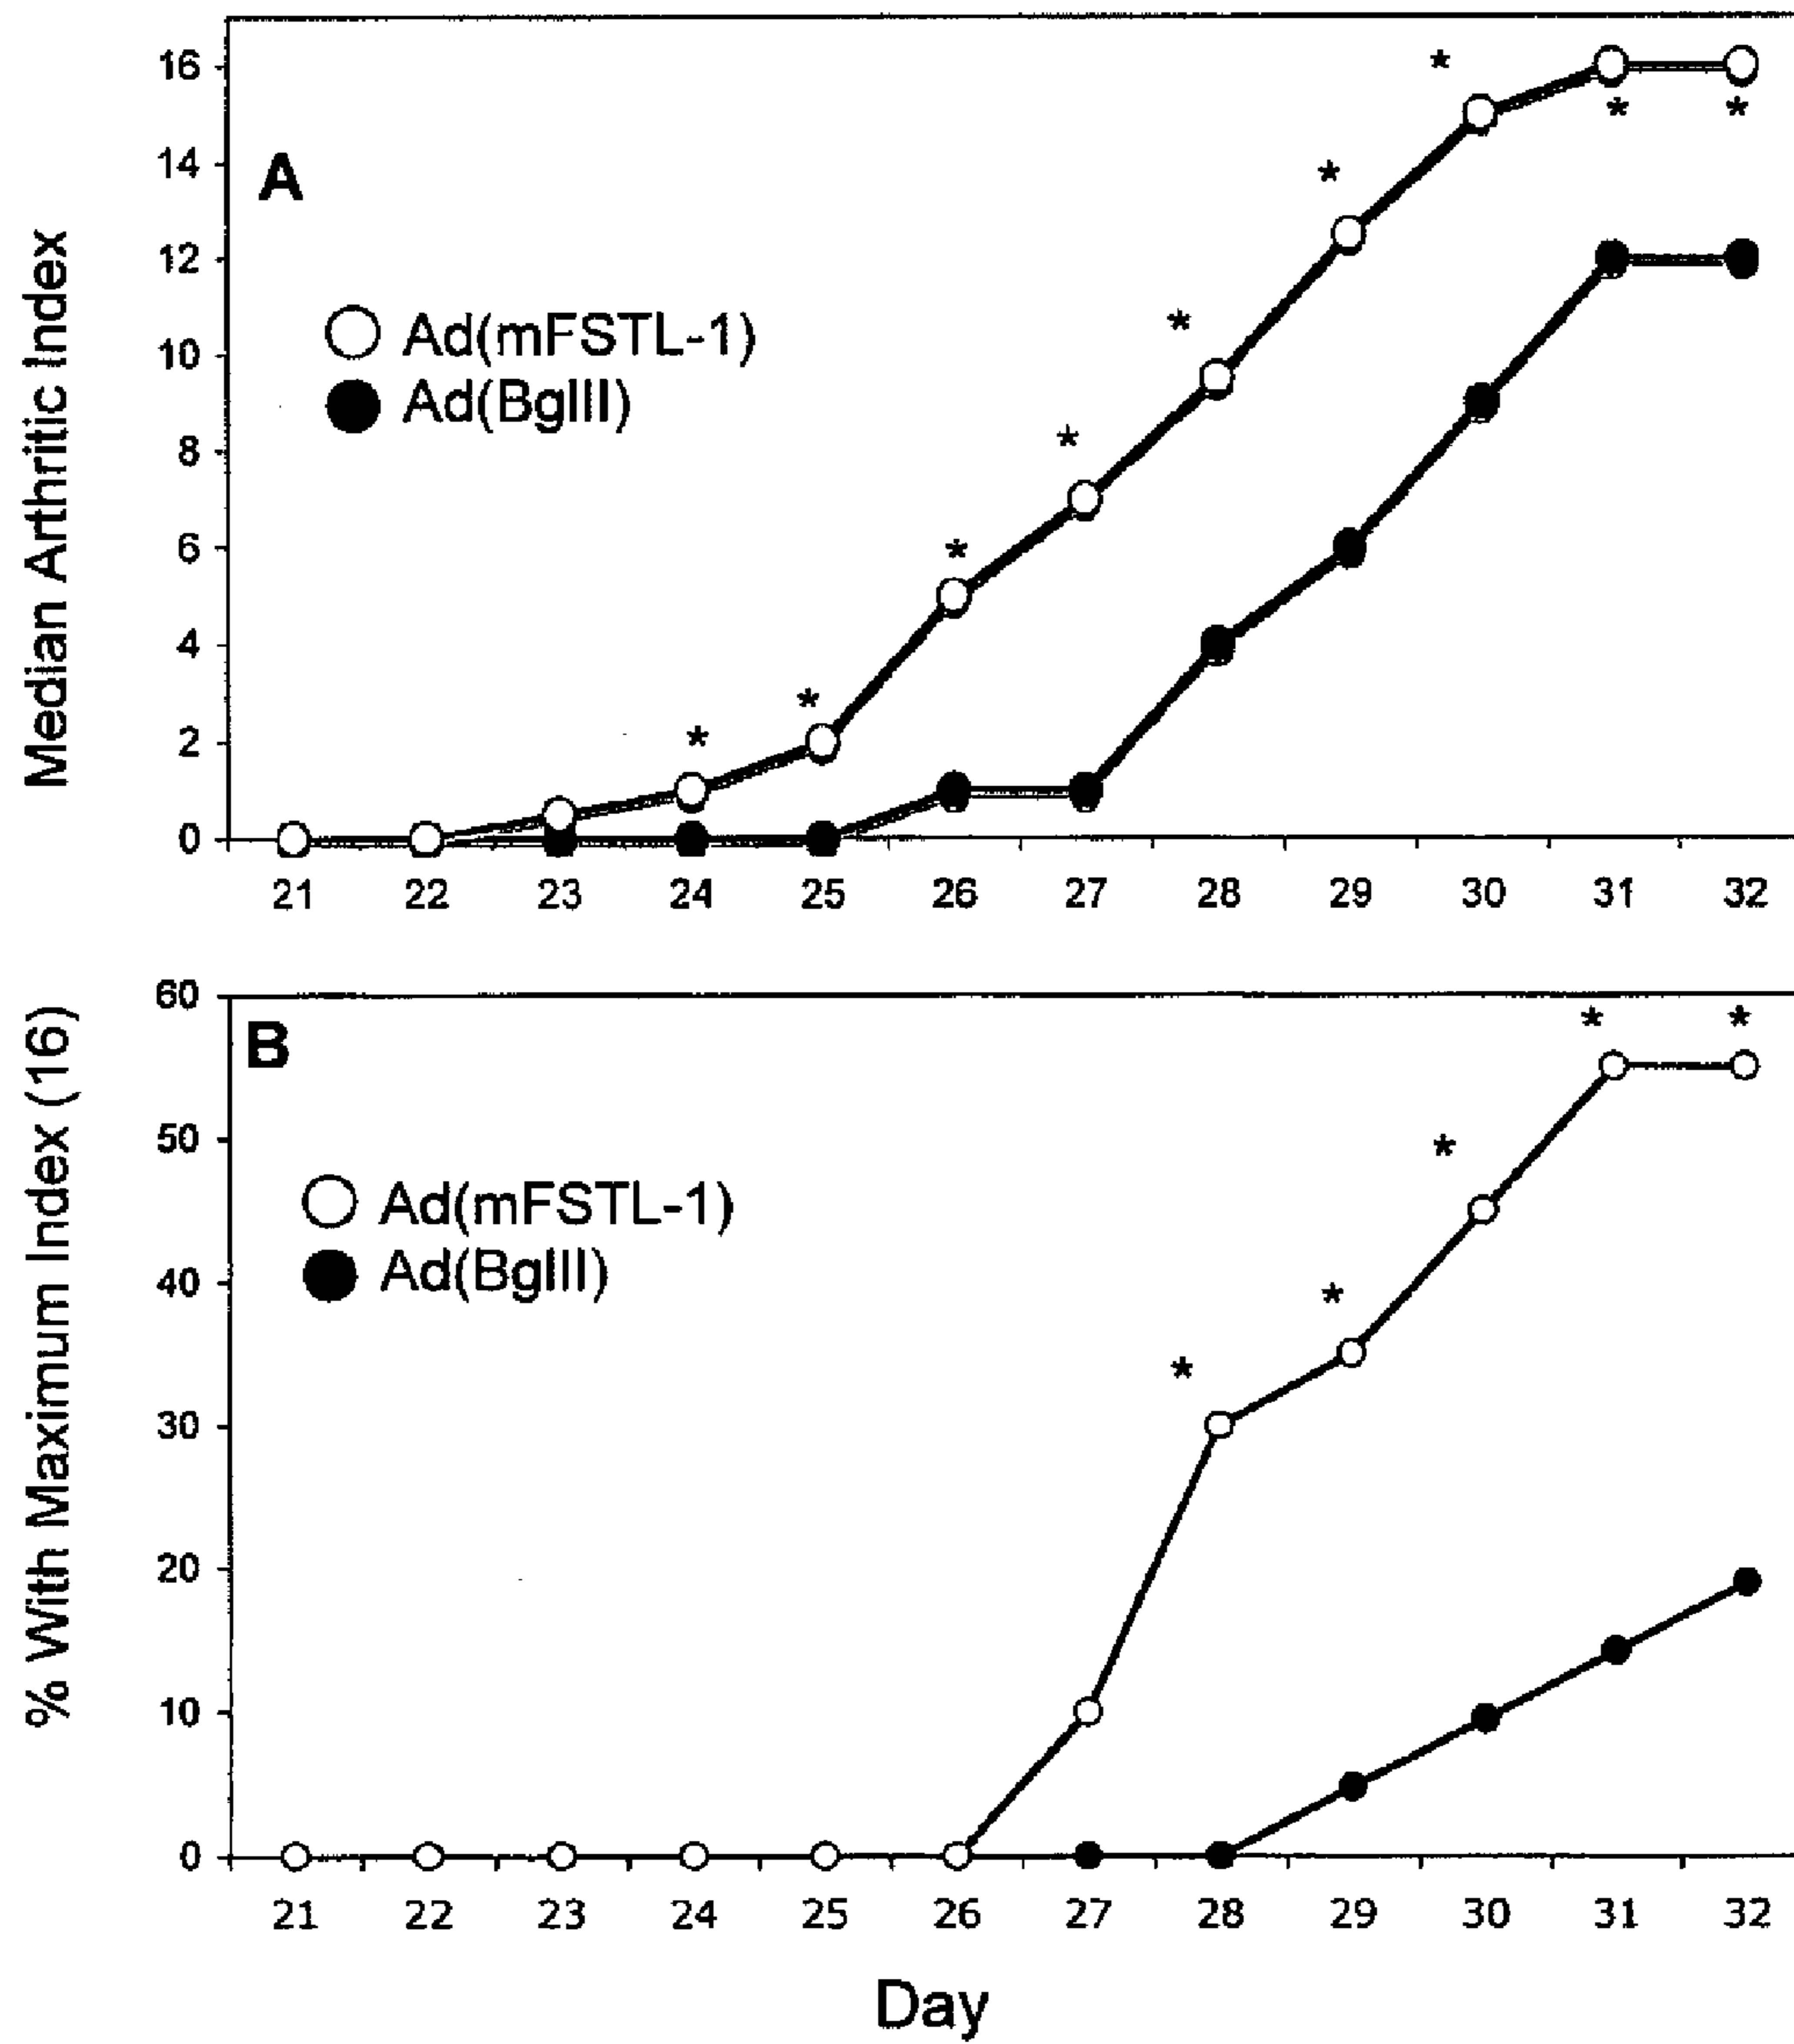 Median Arthritic Index
16
14
12
10
8
6
4
2
0
A
Ad(mFSTL-1)
Ad(BglII)
* * * * * * * * *
21 22 23 24 25 26 27 28 29 30 31 32
% With Maximum Index (16)
60
50
40
30
20
10
0
B
Ad(mFSTL-1)
Ad(BglII)
* * * * *
21 22 23 24 25 26 27 28 29 30 31 32
Day